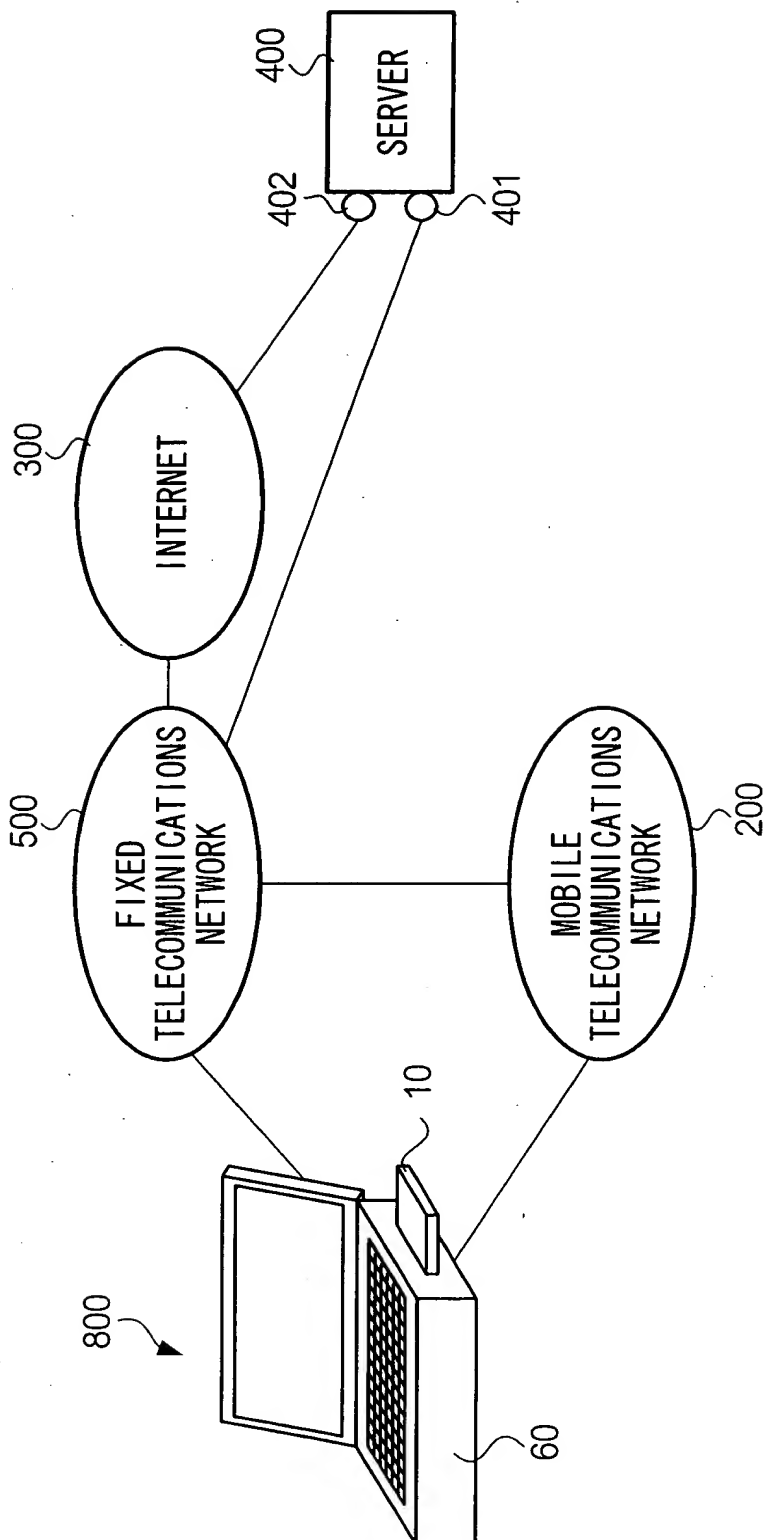 800
60
10
500
FIXED
TELECOMMUNICATIONS
NETWORK
MOBILE
TELECOMMUNICATIONS
NETWORK
200
300
INTERNET
400
SERVER
402
401